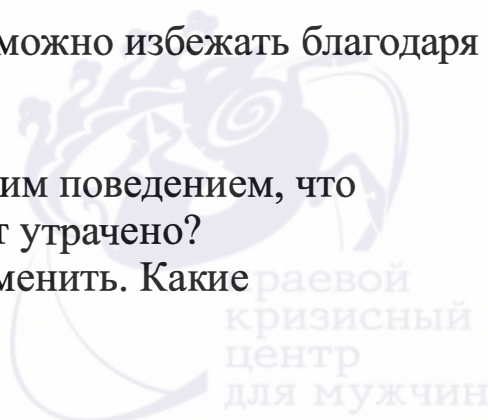 можно избежать благодаря
им поведением, что
т утрачено?
менить. Какие
раевой
кризисный
центр
для мужчин